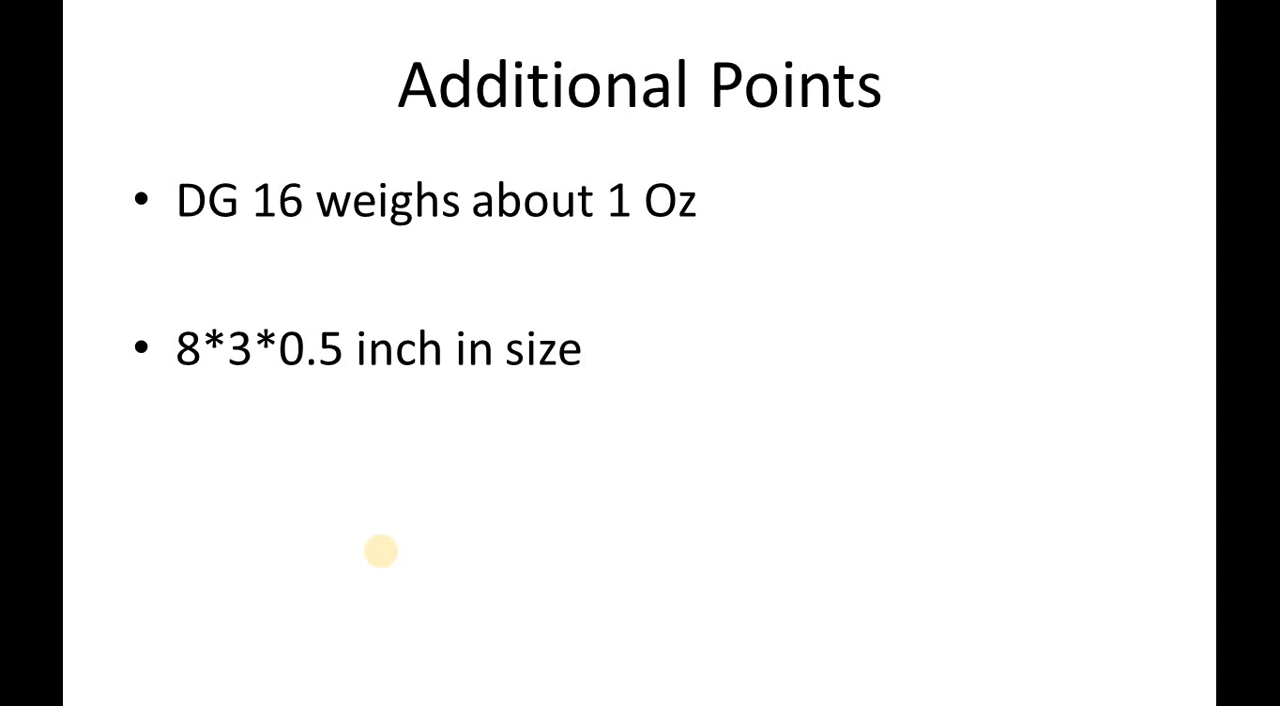 Additional Points
• DG 16 weighs about 1 Oz
• 8*3*0.5 inch in size